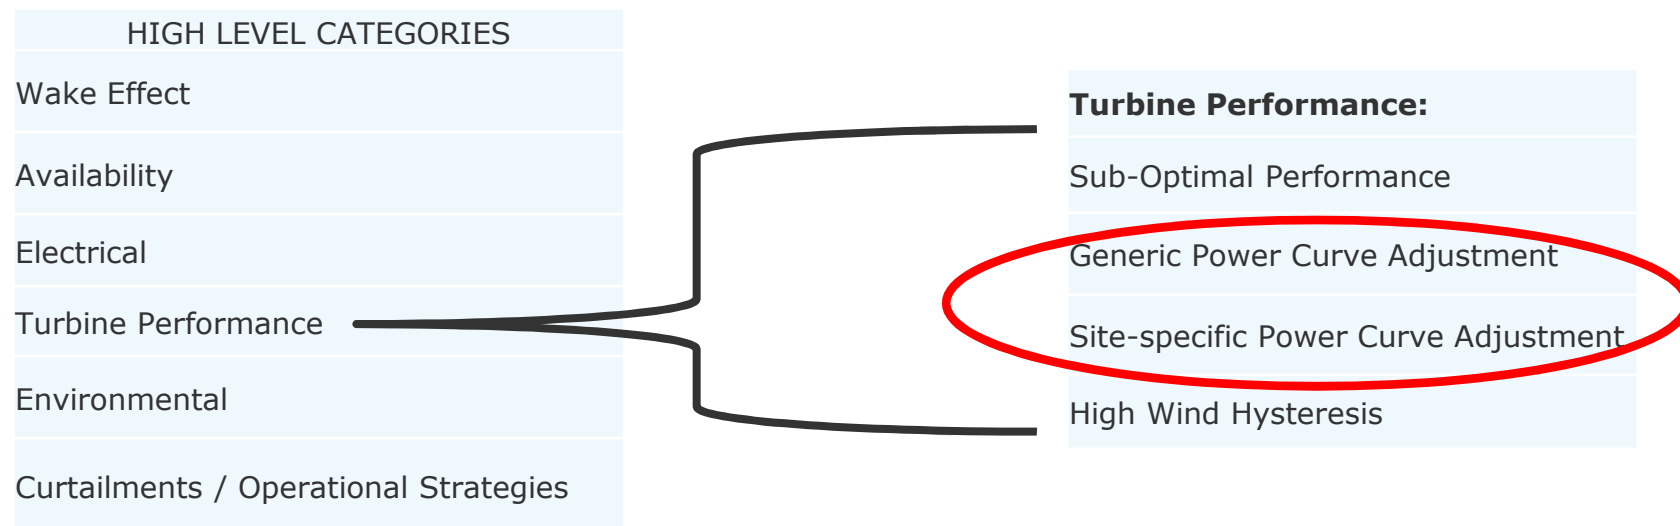 HIGH LEVEL CATEGORIES
Wake Effect
Availability
Electrical
Turbine Performance
Environmental
Curtailments / Operational Strategies
Turbine Performance:
Sub-Optimal Performance
Generic Power Curve Adjustment
Site-specific Power Curve Adjustment
High Wind Hysteresis